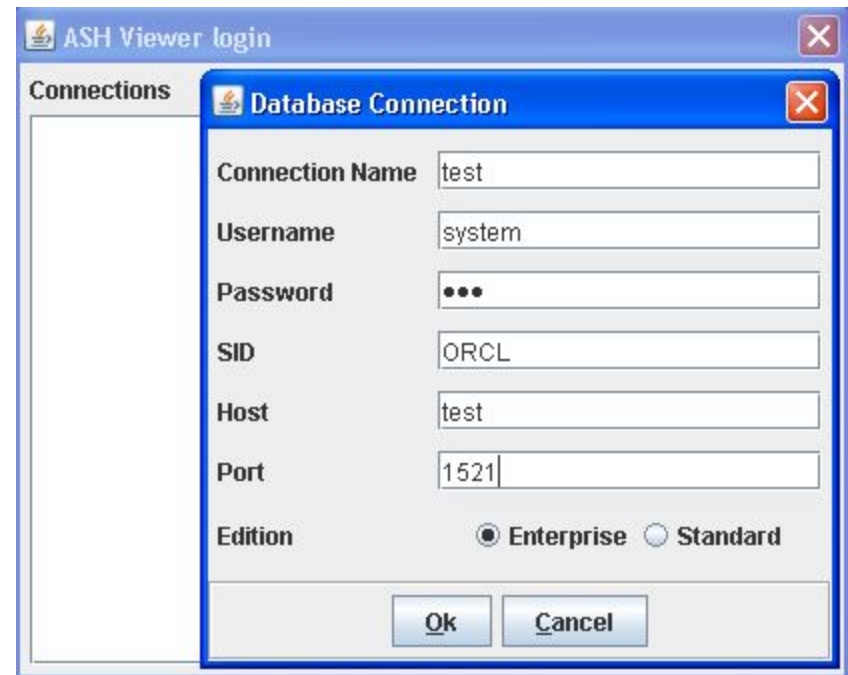 ASH Viewer login
Connections
Database Connection
Connection Name test
Username system
Password •••
SID ORCL
Host test
Port 1521
Edition Enterprise Standard
Ok Cancel